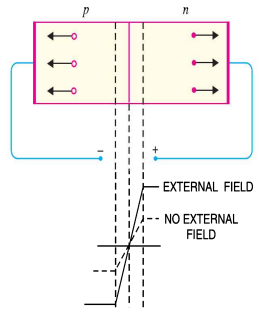 p n
– +
EXTERNAL FIELD
NO EXTERNAL
FIELD